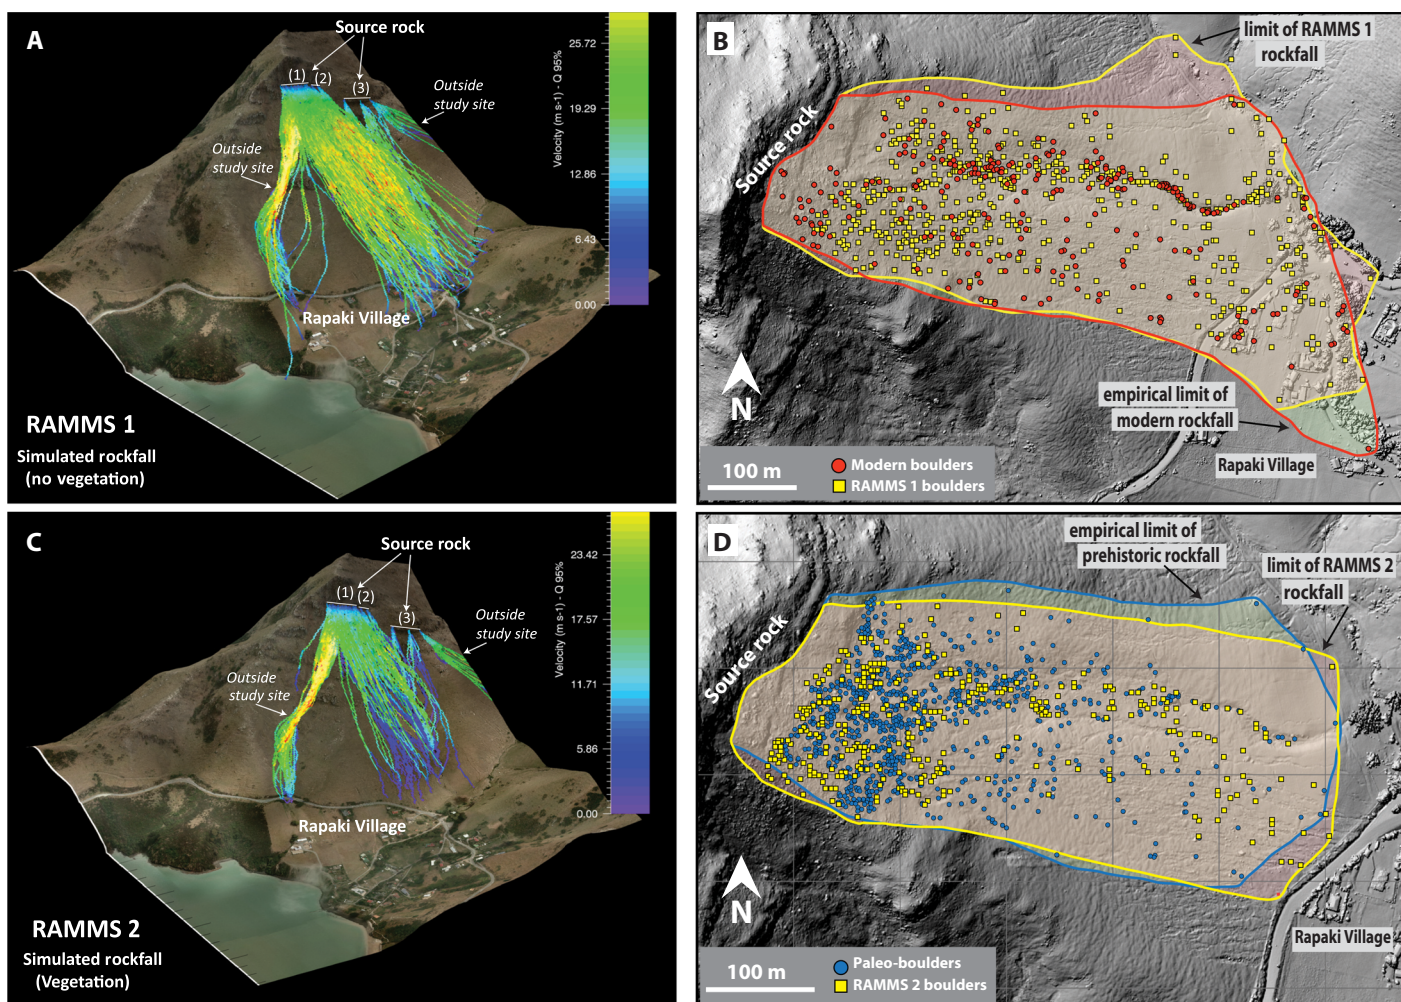 A
Source rock
(1)
(2)
(3)
Outside
study site
Outside
study site
Rapaki Village
RAMMS 1
Simulated rockfall
(no vegetation)
Velocity (m s-1) - Q 95%
25.72
19.29
12.86
6.43
0.00
B
limit of RAMMS 1
rockfall
Source rock
N
empirical limit of
modern rockfall
Rapaki Village
100 m
Modern boulders
RAMMS 1 boulders
C
Source rock
(1)
(2)
(3)
Outside
study site
Outside
study site
Rapaki Village
RAMMS 2
Simulated rockfall
(Vegetation)
Velocity (m s-1) - Q 95%
23.42
17.57
11.71
5.86
0.00
D
empirical limit of
prehistoric rockfall
limit of RAMMS 2
rockfall
Source rock
N
Rapaki Village
100 m
Paleo-boulders
RAMMS 2 boulders